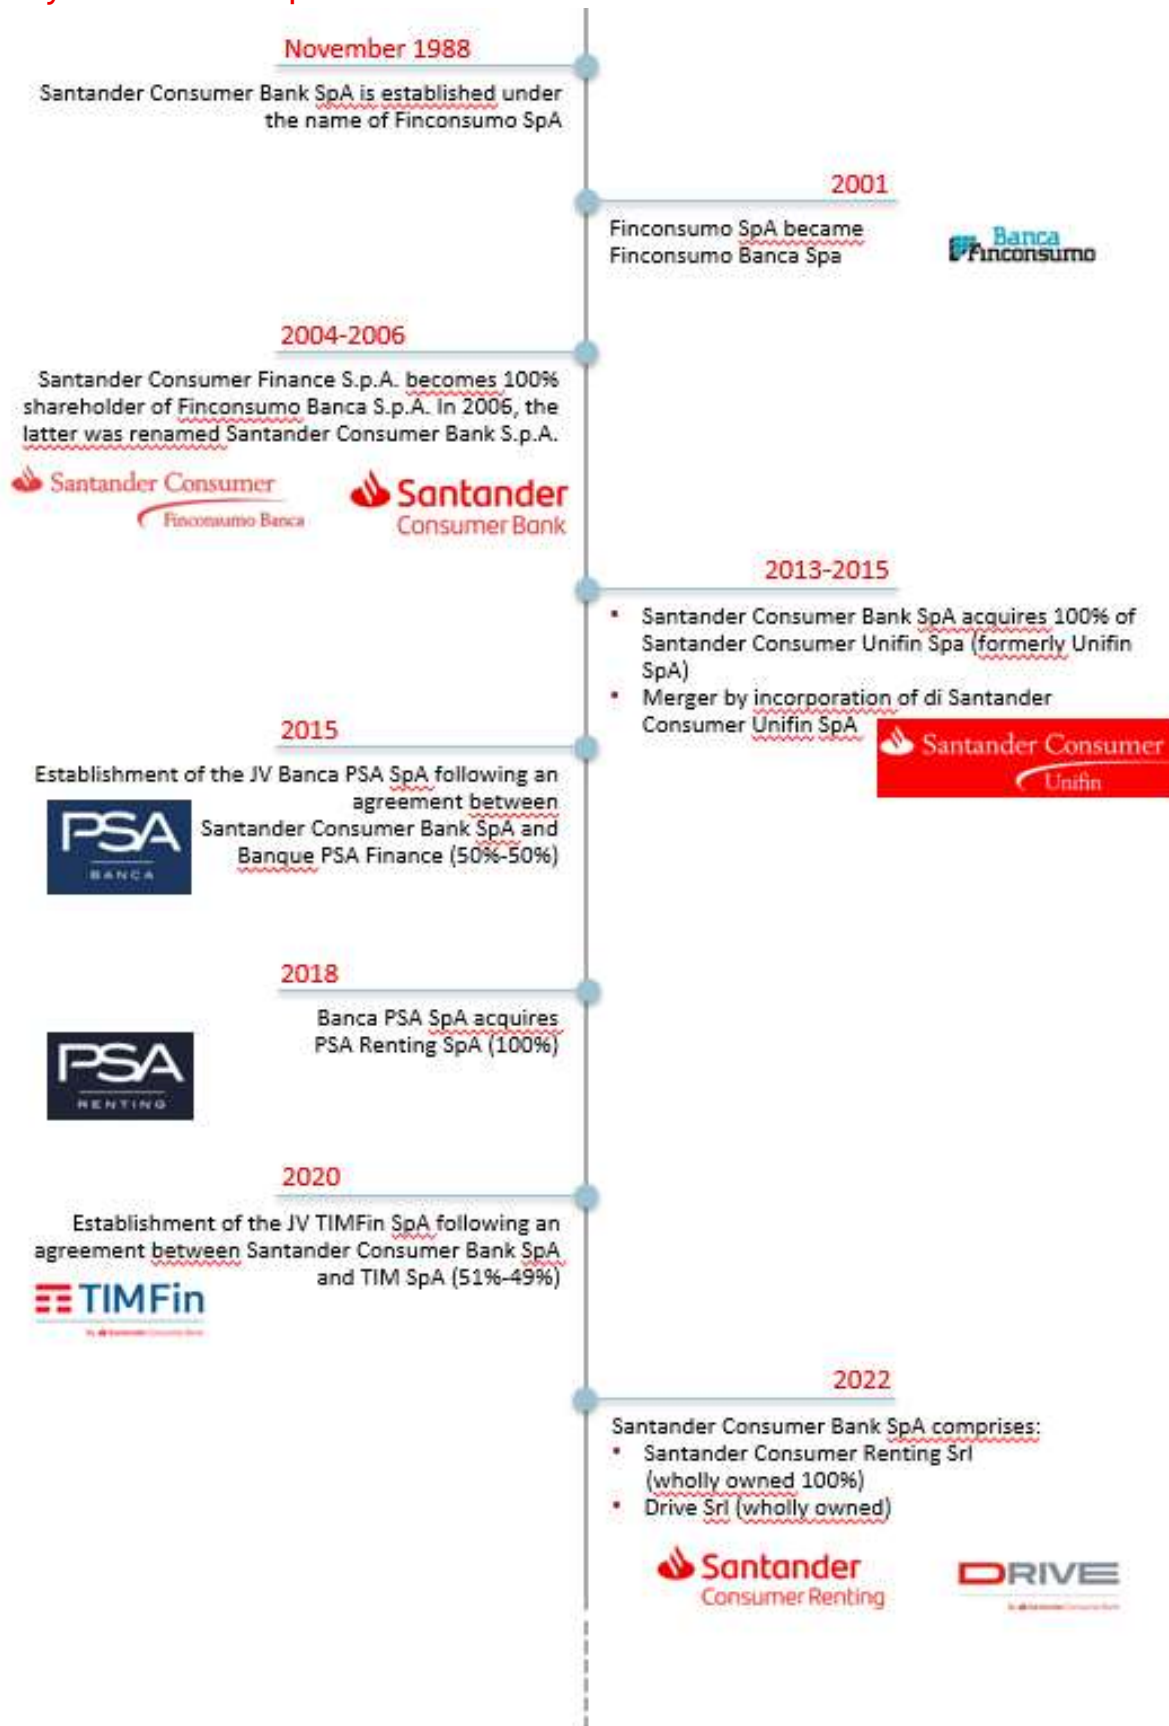 November 1988
Santander Consumer Bank SpA is established under
the name of Finconsumo SpA
2001
Finconsumo SpA became
Finconsumo Banca Spa
Banca
Finconsumo
2004-2006
Santander Consumer Finance S.p.A. becomes 100%
shareholder of Finconsumo Banca S.p.A. In 2006, the
latter was renamed Santander Consumer Bank S.p.A.
Santander Consumer
Finconsumo Banca
Santander
Consumer Bank
2013-2015
Santander Consumer Bank SpA acquires 100% of
Santander Consumer Unifin Spa (formerly Unifin
SpA)
Merger by incorporation of di Santander
Consumer Unifin SpA
Santander Consumer
Unifin
2015
Establishment of the JV Banca PSA SpA following an
agreement between
Santander Consumer Bank SpA and
Banque PSA Finance (50%-50%)
PSA
BANCA
2018
Banca PSA SpA acquires
PSA Renting SpA (100%)
PSA
RENTING
2020
Establishment of the JV TIMFin SpA following an
agreement between Santander Consumer Bank SpA
and TIM SpA (51%-49%)
TIMFin
2022
Santander Consumer Bank SpA comprises:
Santander Consumer Renting Srl
(wholly owned 100%)
Drive Srl (wholly owned)
Santander
Consumer Renting
DRIVE